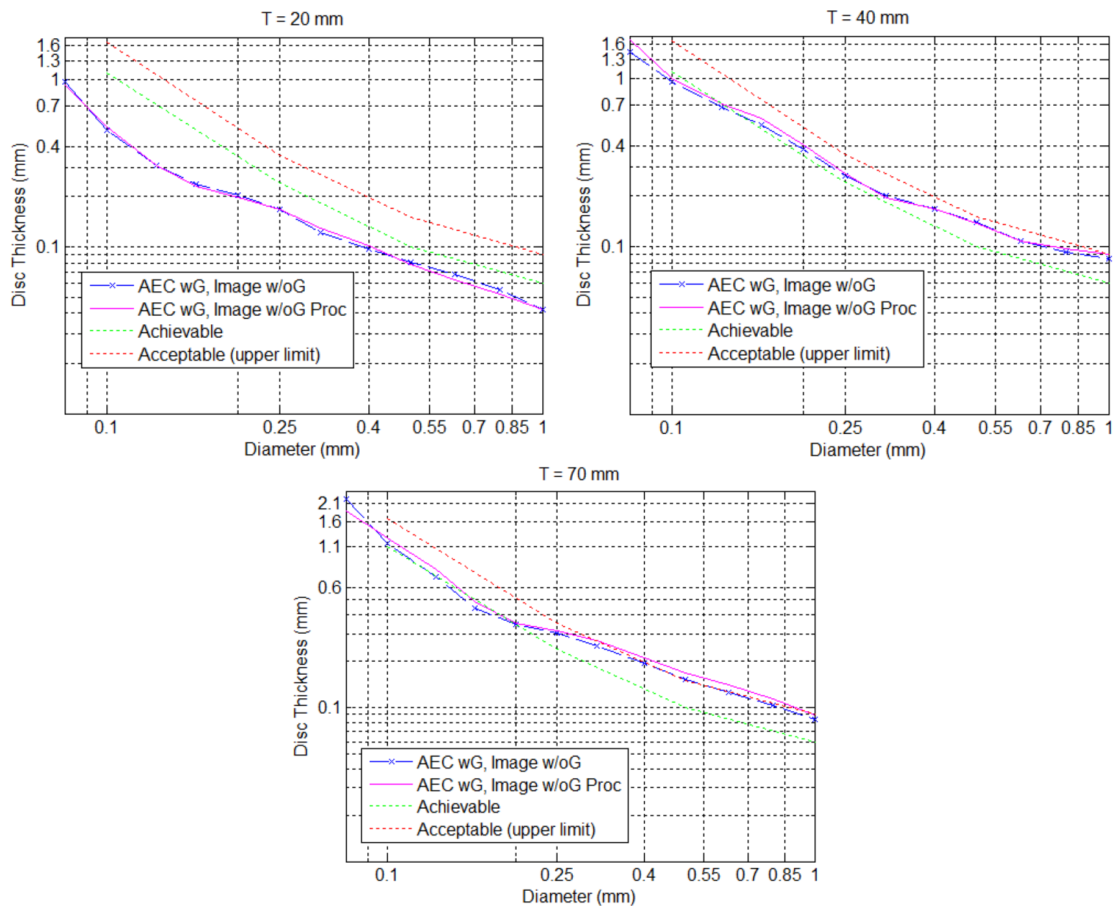 T = 20 mm
1.6
1.3
1
0.7
0.4
0.1
Disc Thickness (mm)
AEC wG, Image w/oG
AEC wG, Image w/oG Proc
Achievable
Acceptable (upper limit)
0.1 0.25 0.4 0.55 0.7 0.85 1
Diameter (mm)
T = 40 mm
1.6
1.3
1
0.7
0.4
0.1
Disc Thickness (mm)
AEC wG, Image w/oG
AEC wG, Image w/oG Proc
Achievable
Acceptable (upper limit)
0.1 0.25 0.4 0.55 0.7 0.85 1
Diameter (mm)
T = 70 mm
2.1
1.6
1.1
0.6
0.1
Disc Thickness (mm)
AEC wG, Image w/oG
AEC wG, Image w/oG Proc
Achievable
Acceptable (upper limit)
0.1 0.25 0.4 0.55 0.7 0.85 1
Diameter (mm)